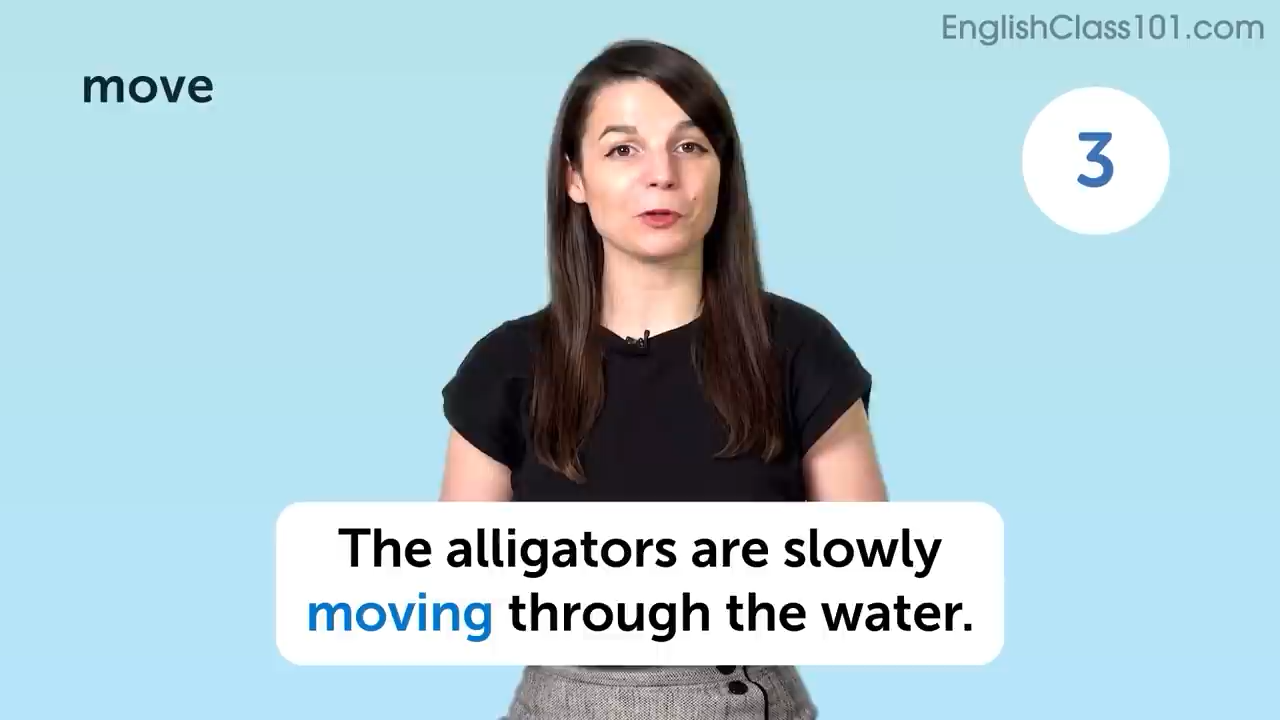 EnglishClass101.com
move
3
The alligators are slowly
moving through the water.